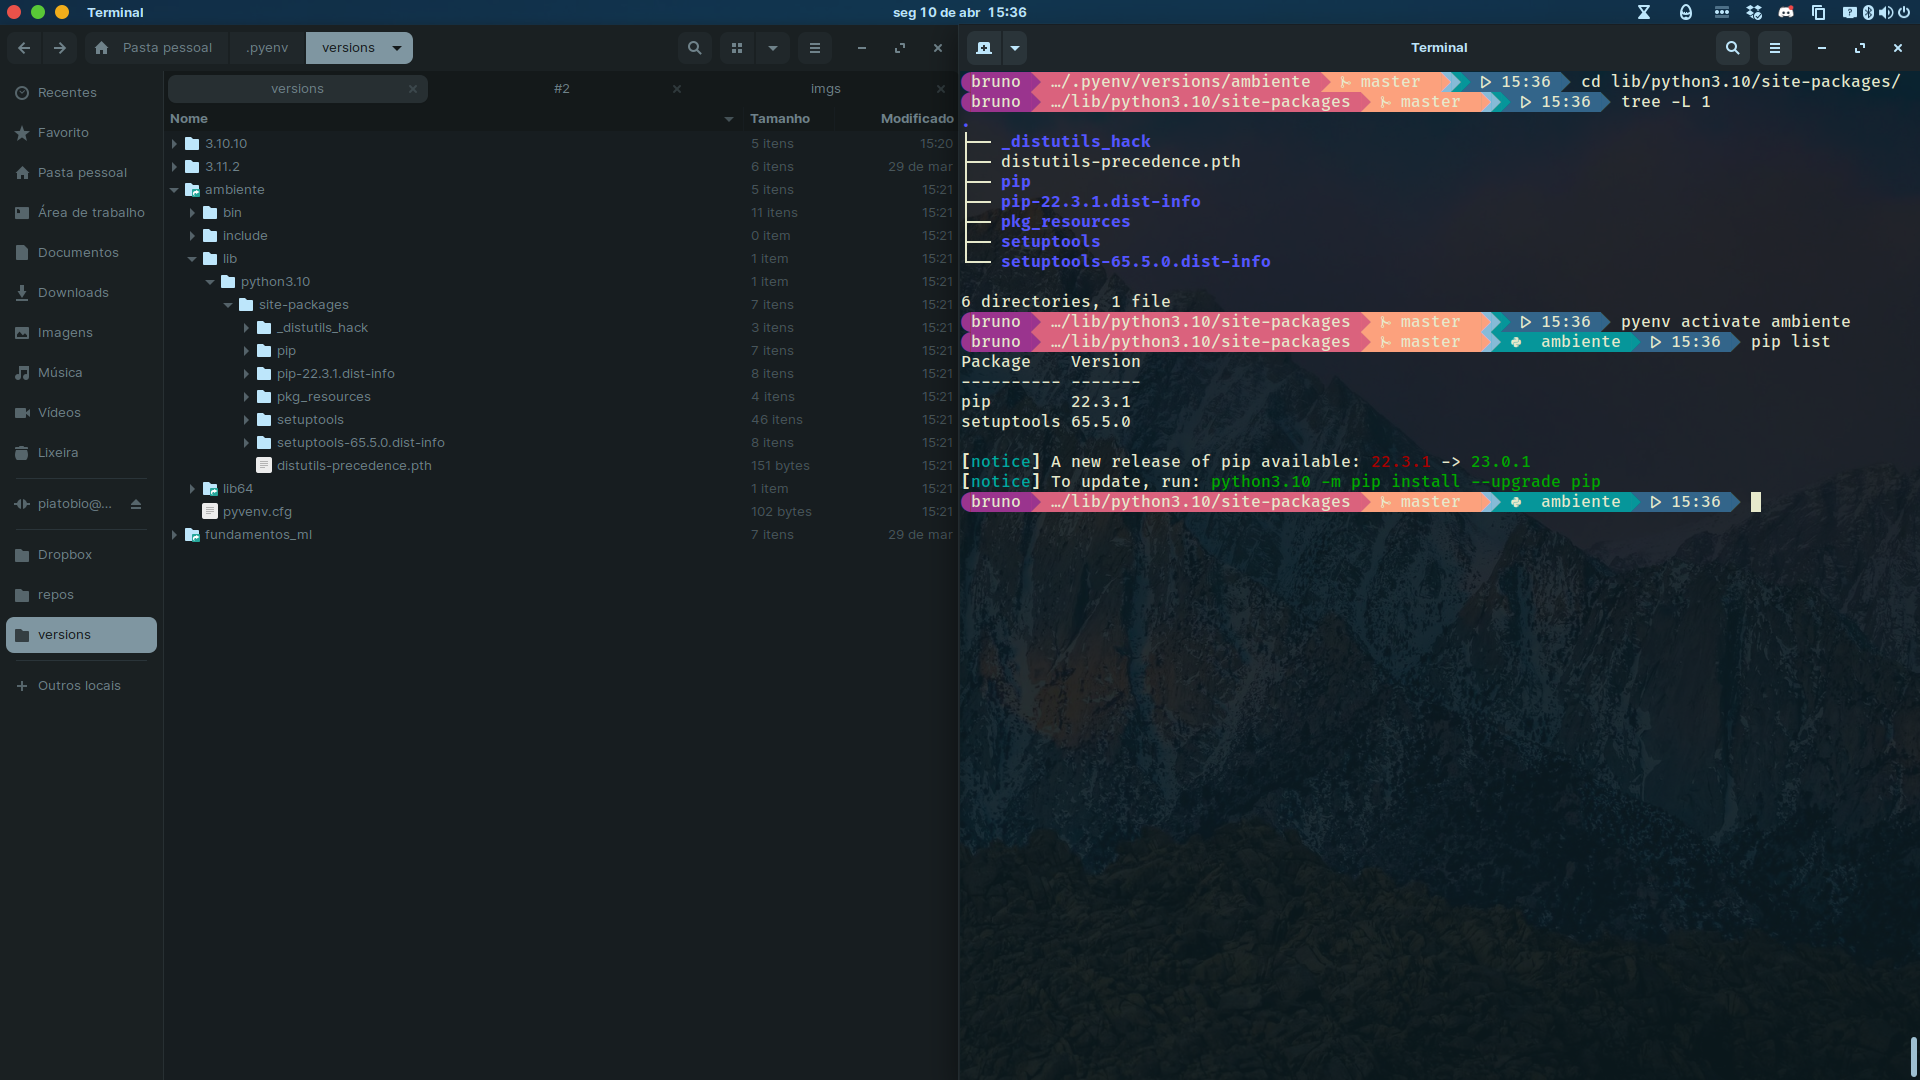 Terminal
seg 10 de abr 15:36
Pasta pessoal
.pyenv
versions
Recentes
Favorito
Pasta pessoal
Área de trabalho
Documentos
Downloads
Imagens
Música
Vídeos
Lixeira
piatobio@...
Dropbox
repos
versions
Outros locais
versions
#2
imgs
Nome Tamanho Modificado
3.10.10 5 itens 15:20
3.11.2 6 itens 29 de mar
ambiente 5 itens 15:21
bin 11 itens 15:21
include 0 item 15:21
lib 1 item 15:21
python3.10 1 item 15:21
site-packages 7 itens 15:21
_distutils_hack 3 itens 15:21
pip 7 itens 15:21
pip-22.3.1.dist-info 8 itens 15:21
pkg_resources 4 itens 15:21
setuptools 46 itens 15:21
setuptools-65.5.0.dist-info 8 itens 15:21
distutils-precedence.pth 151 bytes 15:21
lib64 1 item 15:21
pyvenv.cfg 102 bytes 15:21
fundamentos_ml 7 itens 29 de mar
Terminal
bruno …/.pyenv/versions/ambiente master 15:36 cd lib/python3.10/site-packages/
bruno …/lib/python3.10/site-packages master 15:36 tree -L 1
.
├── _distutils_hack
├── distutils-precedence.pth
├── pip
├── pip-22.3.1.dist-info
├── pkg_resources
├── setuptools
└── setuptools-65.5.0.dist-info
6 directories, 1 file
bruno …/lib/python3.10/site-packages master 15:36 pyenv activate ambiente
bruno …/lib/python3.10/site-packages master ambiente 15:36 pip list
Package    Version
---------- -------
pip        22.3.1
setuptools 65.5.0
[notice] A new release of pip available: 22.3.1 -> 23.0.1
[notice] To update, run: python3.10 -m pip install --upgrade pip
bruno …/lib/python3.10/site-packages master ambiente 15:36